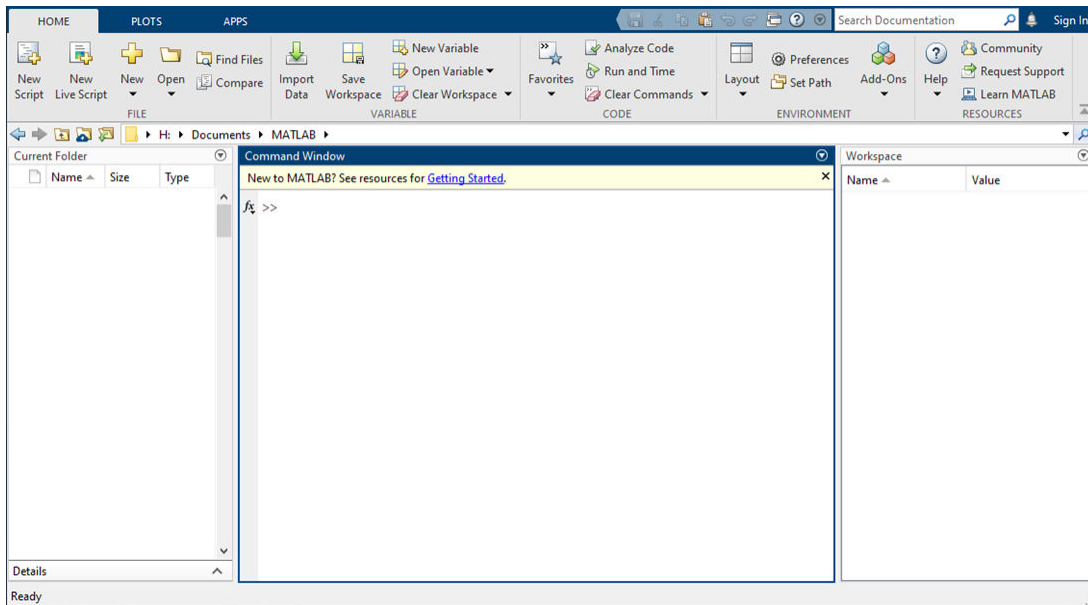 HOME PLOTS APPS Search Documentation Sign In
New Script
New Live Script
New
Open
Find Files
Compare
FILE
Import Data
Save Workspace
New Variable
Open Variable
Clear Workspace
VARIABLE
Favorites
Analyze Code
Run and Time
Clear Commands
CODE
Layout
Preferences
Set Path
Add-Ons
ENVIRONMENT
Help
Community
Request Support
Learn MATLAB
RESOURCES
H: Documents MATLAB
Current Folder
Name Size Type
Command Window
New to MATLAB? See resources for Getting Started.
fx >>
Workspace
Name Value
Details
Ready